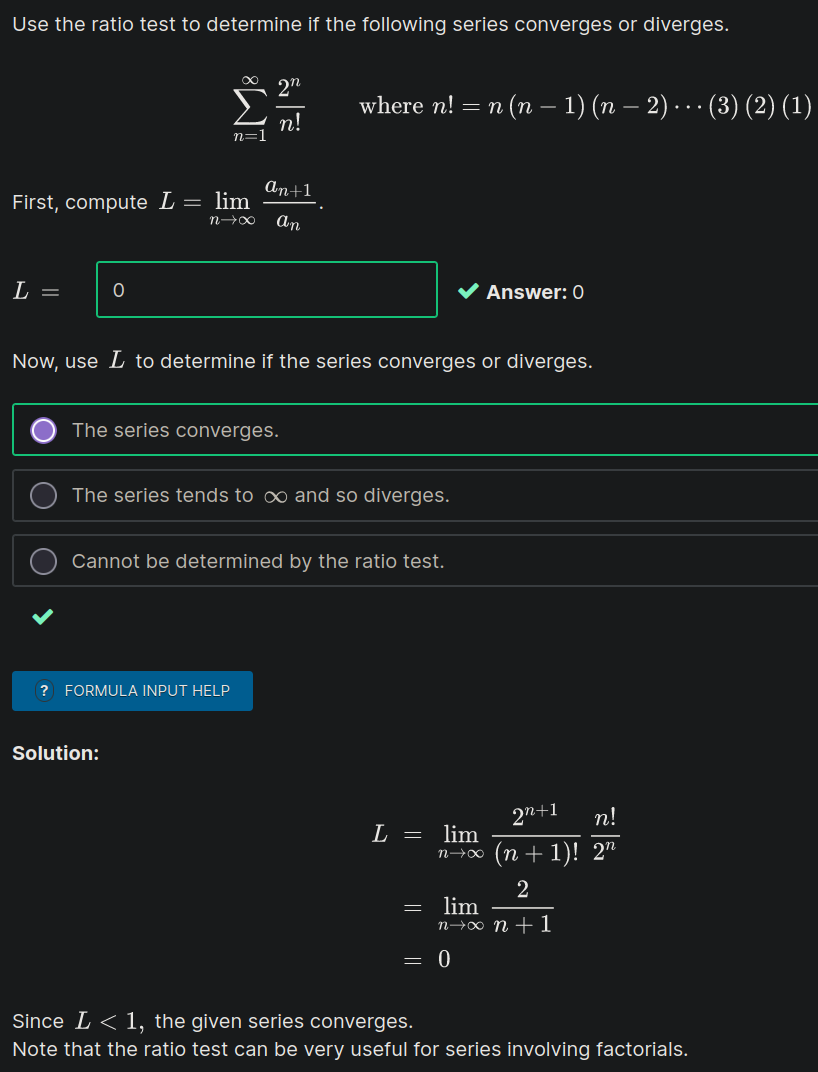 Use the ratio test to determine if the following series converges or diverges.
$\sum_{n=1}^{\infty} \frac{2^n}{n!}$ where $n! = n(n-1)(n-2)\cdots(3)(2)(1)$
First, compute $L = \lim_{n\to\infty} \frac{a_{n+1}}{a_n}$.
$L =$ 0 ✔ Answer: 0
Now, use $L$ to determine if the series converges or diverges.
The series converges.
The series tends to $\infty$ and so diverges.
Cannot be determined by the ratio test.
✔
? FORMULA INPUT HELP
Solution:
$L = \lim_{n\to\infty} \frac{2^{n+1}}{(n+1)!} \frac{n!}{2^n}$
$= \lim_{n\to\infty} \frac{2}{n+1}$
$= 0$
Since $L < 1,$ the given series converges.
Note that the ratio test can be very useful for series involving factorials.